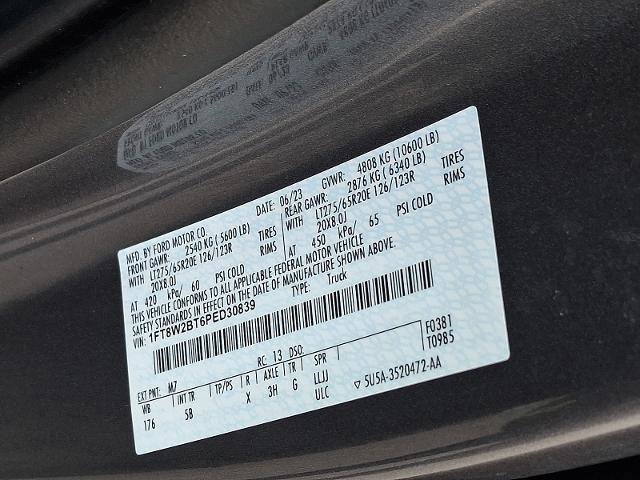 MFD. BY FORD MOTOR CO.
DATE: 06/23 GVWR: 4808 KG (10600 LB)
FRONT GAWR: 2540 KG (5600 LB) REAR GAWR: 2876 KG (6340 LB)
WITH LT275/65R20E 126/123R TIRES WITH LT275/65R20E 126/123R TIRES
20X8.0J RIMS 20X8.0J RIMS
AT 420 kPa/ 60 PSI COLD AT 450 kPa/ 65 PSI COLD
THIS VEHICLE CONFORMS TO ALL APPLICABLE FEDERAL MOTOR VEHICLE
SAFETY STANDARDS IN EFFECT ON THE DATE OF MANUFACTURE SHOWN ABOVE.
VIN: 1FT8W2BT6PED30839 TYPE: Truck
F0381
T0985
EXT PNT: M7 RC: 13 DSO:
WB INT TR TP/PS R AXLE TR SPR
176 5B X 3H G LLJJ
ULC
5U5A-3520472-AA